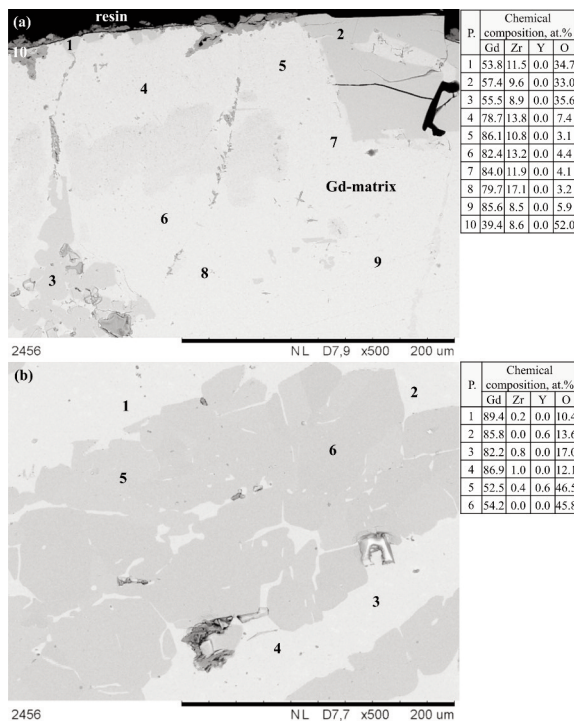 (a)
resin
1
10
2
5
4
7
Gd-matrix
6
3
8
9
2456 NL D7,9 x500 200 um
P. Chemical composition, at.%
Gd Zr Y O
1 53.8 11.5 0.0 34.7
2 57.4 9.6 0.0 33.0
3 55.5 8.9 0.0 35.6
4 78.7 13.8 0.0 7.4
5 86.1 10.8 0.0 3.1
6 82.4 13.2 0.0 4.4
7 84.0 11.9 0.0 4.1
8 79.7 17.1 0.0 3.2
9 85.6 8.5 0.0 5.9
10 39.4 8.6 0.0 52.0
(b)
1
2
6
5
3
4
2456 NL D7,7 x500 200 um
P. Chemical composition, at.%
Gd Zr Y O
1 89.4 0.2 0.0 10.4
2 85.8 0.0 0.6 13.6
3 82.2 0.8 0.0 17.0
4 86.9 1.0 0.0 12.1
5 52.5 0.4 0.6 46.5
6 54.2 0.0 0.0 45.8